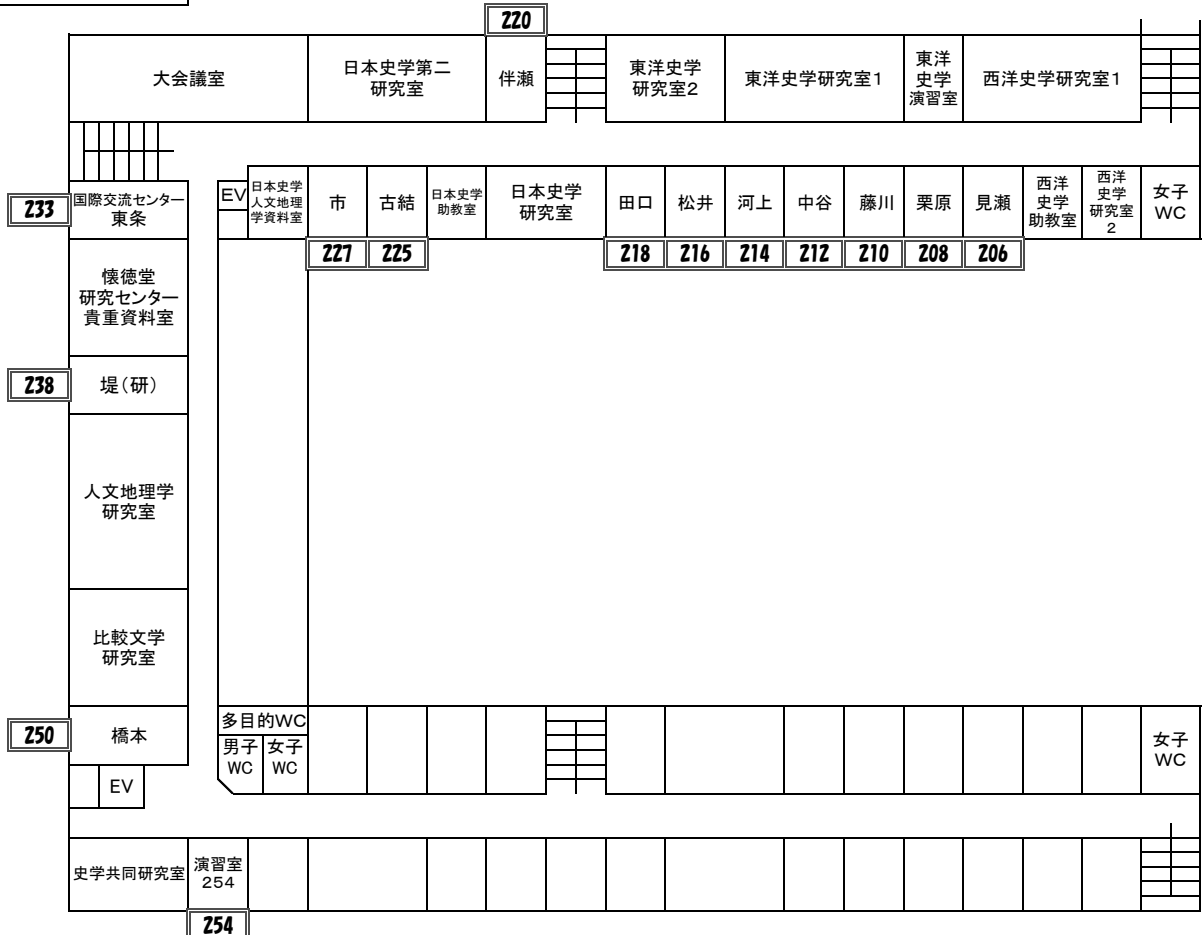 220
大会議室
日本史学第二
研究室
伴瀬
東洋史学
研究室2
東洋史学研究室1
東洋
史学
演習室
西洋史学研究室1
233
国際交流センター
東条
EV
日本史学
人文地理
学資料室
市
古結
日本史学
助教室
日本史学
研究室
田口
松井
河上
中谷
藤川
栗原
見瀬
西洋
史学
助教室
西洋
史学
研究室
2
女子
WC
227
225
218
216
214
212
210
208
206
懐徳堂
研究センター
貴重資料室
238
堤(研)
人文地理学
研究室
比較文学
研究室
250
橋本
多目的WC
男子
WC
女子
WC
女子
WC
EV
史学共同研究室
演習室
254
254